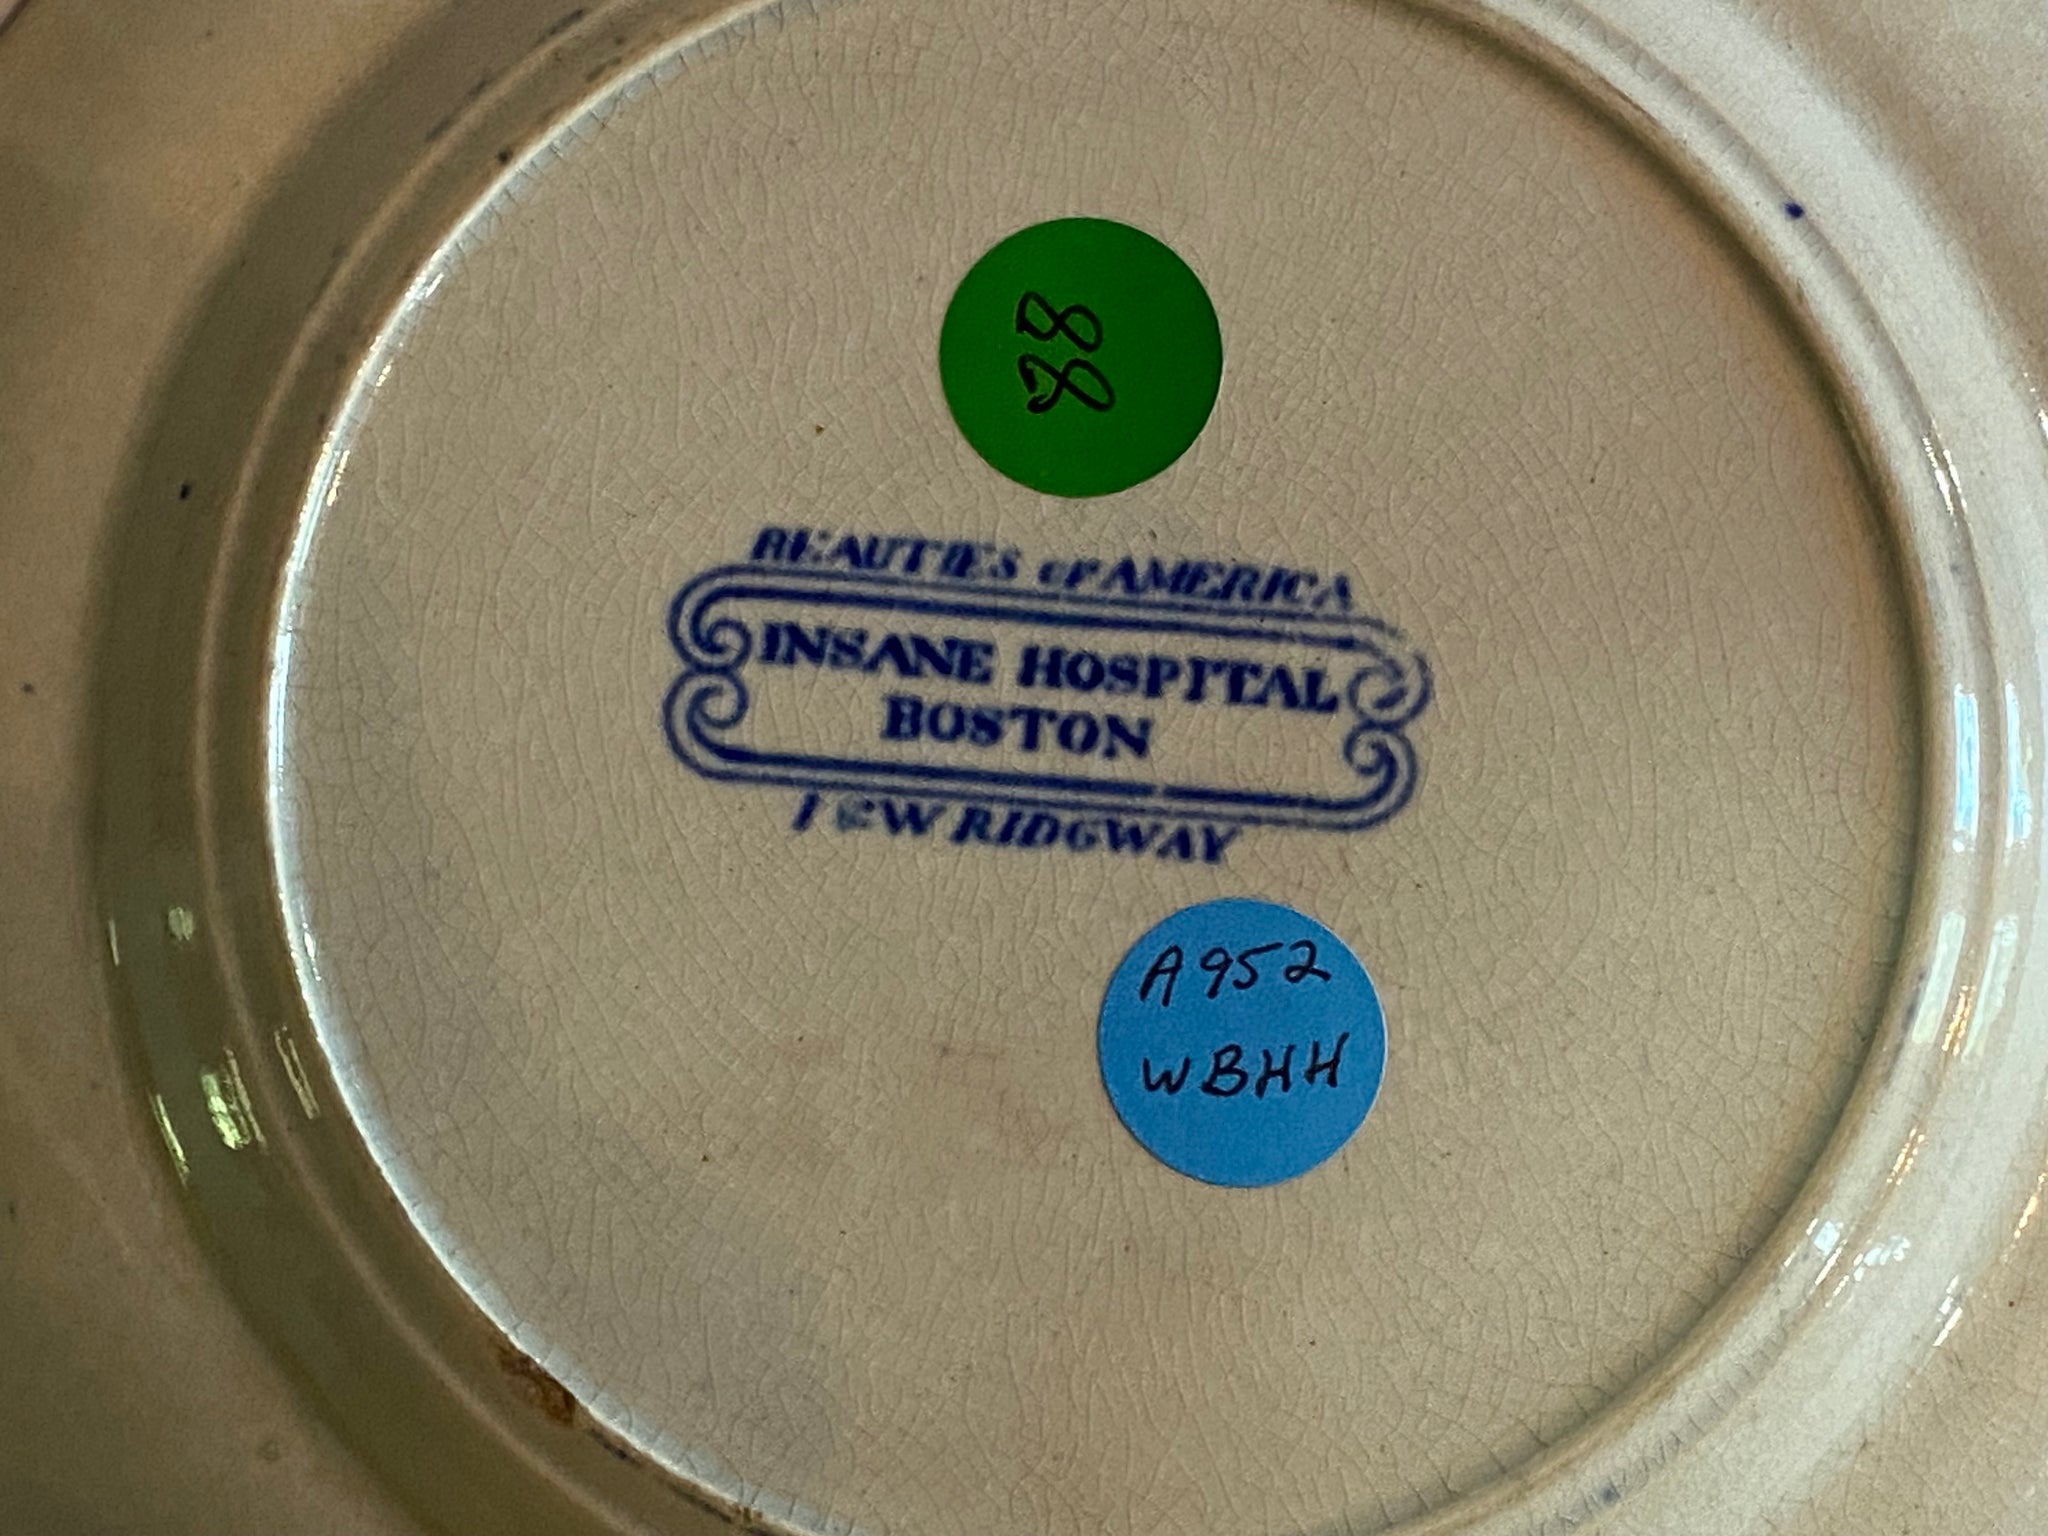 88
BEAUTIES OF AMERICA
INSANE HOSPITAL
BOSTON
J & W RIDGWAY
A952
WBHH